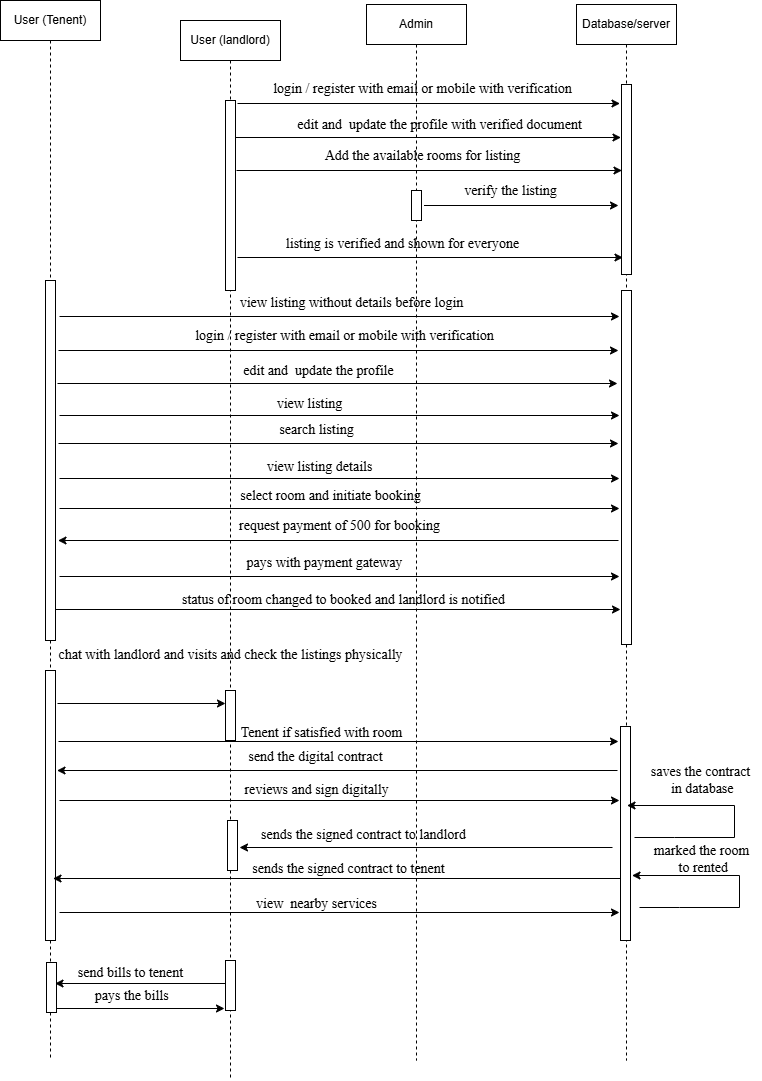 User (Tenent)
User (landlord)
Admin
Database/server
login / register with email or mobile with verification
edit and update the profile with verified document
Add the available rooms for listing
verify the listing
listing is verified and shown for everyone
view listing without details before login
login / register with email or mobile with verification
edit and update the profile
view listing
search listing
view listing details
select room and initiate booking
request payment of 500 for booking
pays with payment gateway
status of room changed to booked and landlord is notified
chat with landlord and visits and check the listings physically
Tenent if satisfied with room
send the digital contract
saves the contract
in database
reviews and sign digitally
sends the signed contract to landlord
marked the room
to rented
sends the signed contract to tenent
view nearby services
send bills to tenent
pays the bills